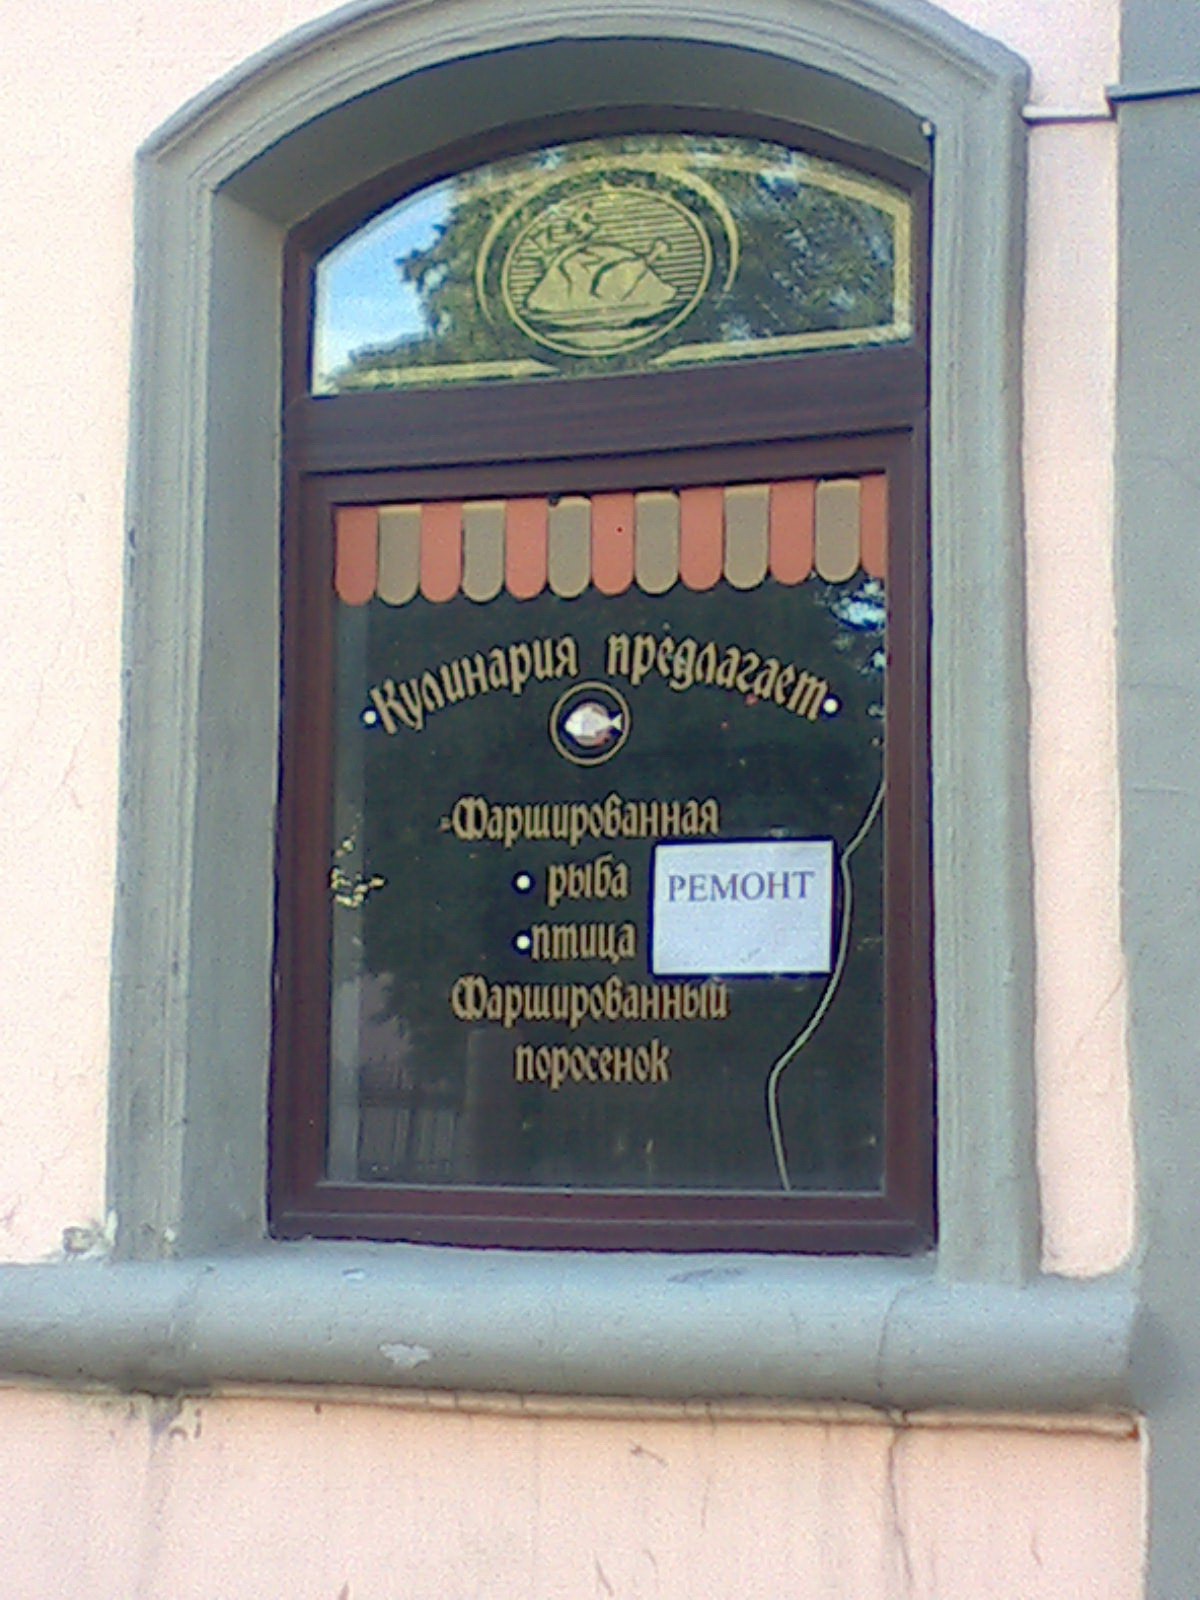 •Кулинария предлагает•
•Фаршированная
• рыба
•птица
Фаршированный
поросенок
РЕМОНТ